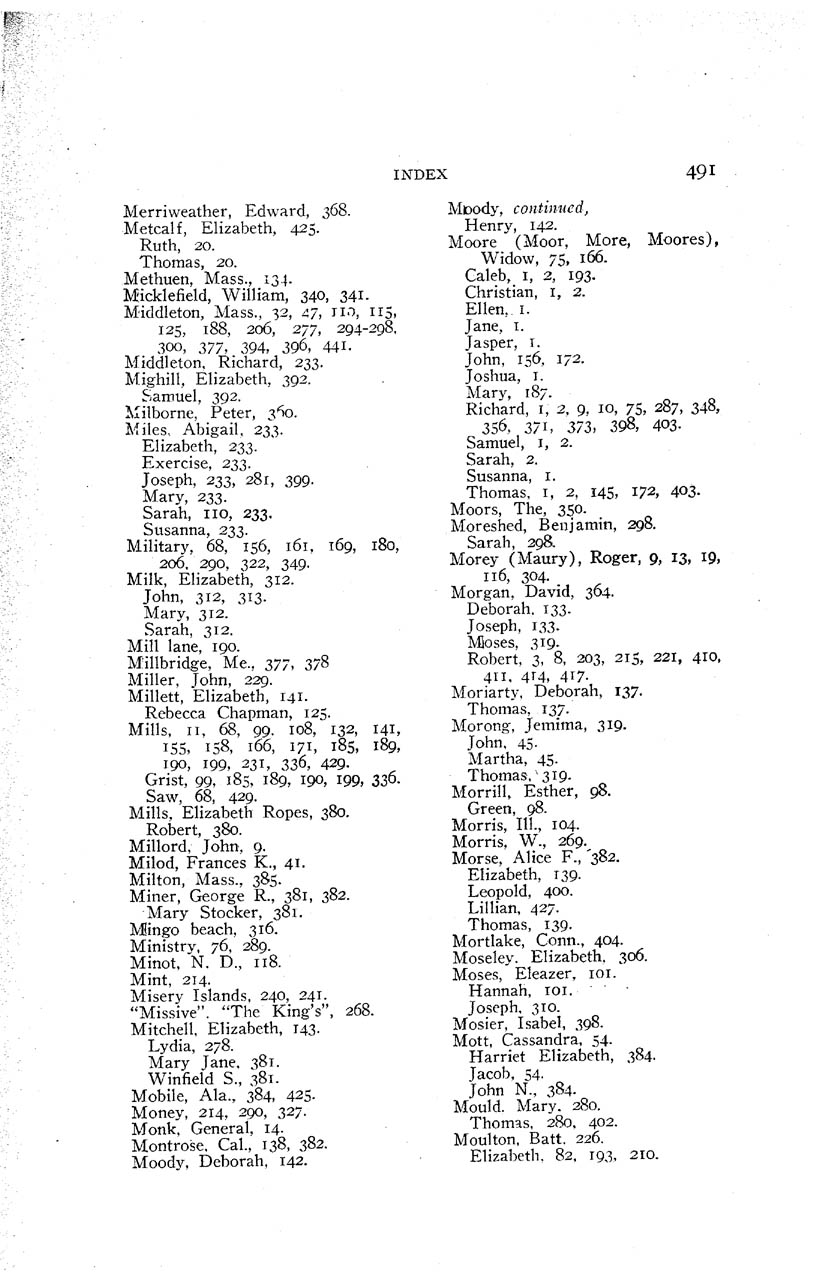 INDEX 491
Merriweather, Edward, 368.
Metcalf, Elizabeth, 425.
Ruth, 20.
Thomas, 20.
Methuen, Mass., 134.
Micklefield, William, 340, 341.
Middleton, Mass., 32, 47, 110, 115,
125, 188, 206, 277, 294-298,
300, 377, 394, 396, 441.
Middleton, Richard, 233.
Mighill, Elizabeth, 392.
Samuel, 392.
Milborne, Peter, 360.
Miles, Abigail, 233.
Elizabeth, 233.
Exercise, 233.
Joseph, 233, 281, 399.
Mary, 233.
Sarah, 110, 233.
Susanna, 233.
Military, 68, 156, 161, 169, 180,
206, 290, 322, 349.
Milk, Elizabeth, 312.
John, 312, 313.
Mary, 312.
Sarah, 312.
Mill lane, 190.
Millbridge, Me., 377, 378
Miller, John, 229.
Millett, Elizabeth, 141.
Rebecca Chapman, 125.
Mills, 11, 68, 99. 108, 132, 141,
155, 158, 166, 171, 185, 189,
190, 199, 231, 336, 429.
Grist, 99, 185, 189, 190, 199, 336.
Saw, 68, 429.
Mills, Elizabeth Ropes, 380.
Robert, 380.
Millord, John, 9.
Milod, Frances K., 41.
Milton, Mass., 385.
Miner, George R., 381, 382.
Mary Stocker, 381.
Mingo beach, 316.
Ministry, 76, 289.
Minot, N. D., 118.
Mint, 214.
Misery Islands, 240, 241.
"Missive", "The King's", 268.
Mitchell, Elizabeth, 143.
Lydia, 278.
Mary Jane, 381.
Winfield S., 381.
Mobile, Ala., 384, 425.
Money, 214, 290, 327.
Monk, General, 14.
Montrose, Cal., 138, 382.
Moody, Deborah, 142.
Moody, continued,
Henry, 142.
Moore (Moor, More, Moores),
Widow, 75, 166.
Caleb, 1, 2, 193.
Christian, 1, 2.
Ellen, 1.
Jane, 1.
Jasper, 1.
John, 156, 172.
Joshua, 1.
Mary, 187.
Richard, 1, 2, 9, 10, 75, 287, 348,
356, 371, 373, 398, 403.
Samuel, 1, 2.
Sarah, 2.
Susanna, 1.
Thomas, 1, 2, 145, 172, 403.
Moors, The, 350.
Moreshed, Benjamin, 298.
Sarah, 298.
Morey (Maury), Roger, 9, 13, 19,
116, 304.
Morgan, David, 364.
Deborah, 133.
Joseph, 133.
Moses, 319.
Robert, 3, 8, 203, 215, 221, 410,
411, 414, 417.
Moriarty, Deborah, 137.
Thomas, 137.
Morong, Jemima, 319.
John, 45.
Martha, 45.
Thomas, 319.
Morrill, Esther, 98.
Green, 98.
Morris, Ill., 104.
Morris, W., 269.
Morse, Alice F., 382.
Elizabeth, 139.
Leopold, 400.
Lillian, 427.
Thomas, 139.
Mortlake, Conn., 404.
Moseley, Elizabeth, 306.
Moses, Eleazer, 101.
Hannah, 101.
Joseph, 310.
Mosier, Isabel, 398.
Mott, Cassandra, 54.
Harriet Elizabeth, 384.
Jacob, 54.
John N., 384.
Mould, Mary, 280.
Thomas, 280, 402.
Moulton, Batt. 226.
Elizabeth, 82, 193, 210.